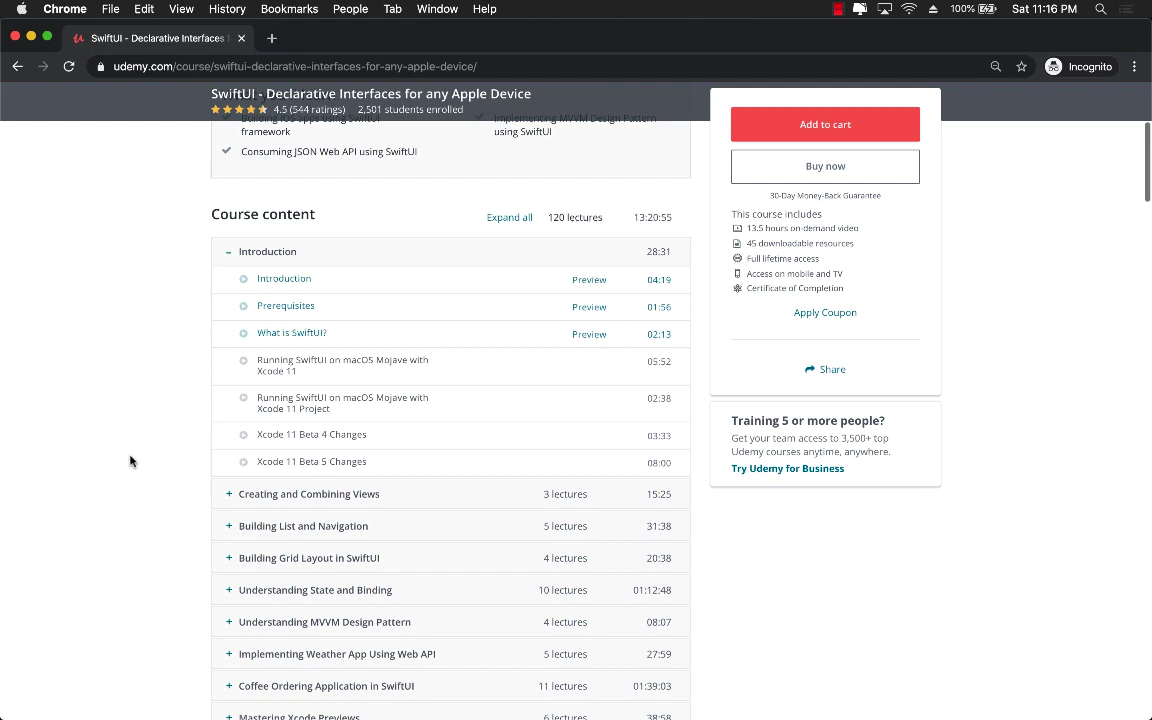 Chrome File Edit View History Bookmarks People Tab Window Help 100% Sat 11:16 PM
SwiftUI - Declarative Interfaces f
udemy.com/course/swiftui-declarative-interfaces-for-any-apple-device/ Incognito
SwiftUI - Declarative Interfaces for any Apple Device
4.5 (544 ratings) 2,501 students enrolled
Building iOS apps using SwiftUI
framework
Implementing MVVM Design Pattern
using SwiftUI
Consuming JSON Web API using SwiftUI
Course content Expand all 120 lectures 13:20:55
Introduction 28:31
Introduction Preview 04:19
Prerequisites Preview 01:56
What is SwiftUI? Preview 02:13
Running SwiftUI on macOS Mojave with
Xcode 11
05:52
Running SwiftUI on macOS Mojave with
Xcode 11 Project
02:38
Xcode 11 Beta 4 Changes 03:33
Xcode 11 Beta 5 Changes 08:00
+ Creating and Combining Views 3 lectures 15:25
+ Building List and Navigation 5 lectures 31:38
+ Building Grid Layout in SwiftUI 4 lectures 20:38
+ Understanding State and Binding 10 lectures 01:12:48
+ Understanding MVVM Design Pattern 4 lectures 08:07
+ Implementing Weather App Using Web API 5 lectures 27:59
+ Coffee Ordering Application in SwiftUI 11 lectures 01:39:03
+ Mastering Xcode Previews 6 lectures 38:58
Add to cart
Buy now
30-Day Money-Back Guarantee
This course includes
13.5 hours on-demand video
45 downloadable resources
Full lifetime access
Access on mobile and TV
Certificate of Completion
Apply Coupon
Share
Training 5 or more people?
Get your team access to 3,500+ top
Udemy courses anytime, anywhere.
Try Udemy for Business